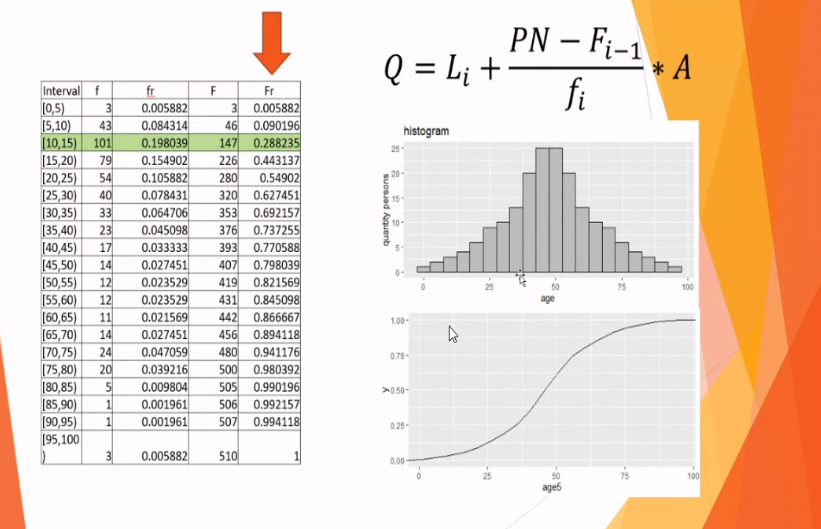 Interval f fr F Fr
[0,5) 3 0.005882 3 0.005882
[5,10) 43 0.084314 46 0.090196
[10,15) 101 0.198039 147 0.288235
[15,20) 79 0.154902 226 0.443137
[20,25) 54 0.105882 280 0.54902
[25,30) 40 0.078431 320 0.627451
[30,35) 33 0.064706 353 0.692157
[35,40) 23 0.045098 376 0.737255
[40,45) 17 0.033333 393 0.770588
[45,50) 14 0.027451 407 0.798039
[50,55) 12 0.023529 419 0.821569
[55,60) 12 0.023529 431 0.845098
[60,65) 11 0.021569 442 0.866667
[65,70) 14 0.027451 456 0.894118
[70,75) 24 0.047059 480 0.941176
[75,80) 20 0.039216 500 0.980392
[80,85) 5 0.009804 505 0.990196
[85,90) 1 0.001961 506 0.992157
[90,95) 1 0.001961 507 0.994118
[95,100
) 3 0.005882 510 1
Q = Lᵢ + (PN − Fᵢ₋₁)/fᵢ * A
histogram
quantity persons
25
20
15
10
5
0
0 25 50 75 100
age
y
1.00
0.75
0.50
0.25
0.00
0 25 50 75 100
age5